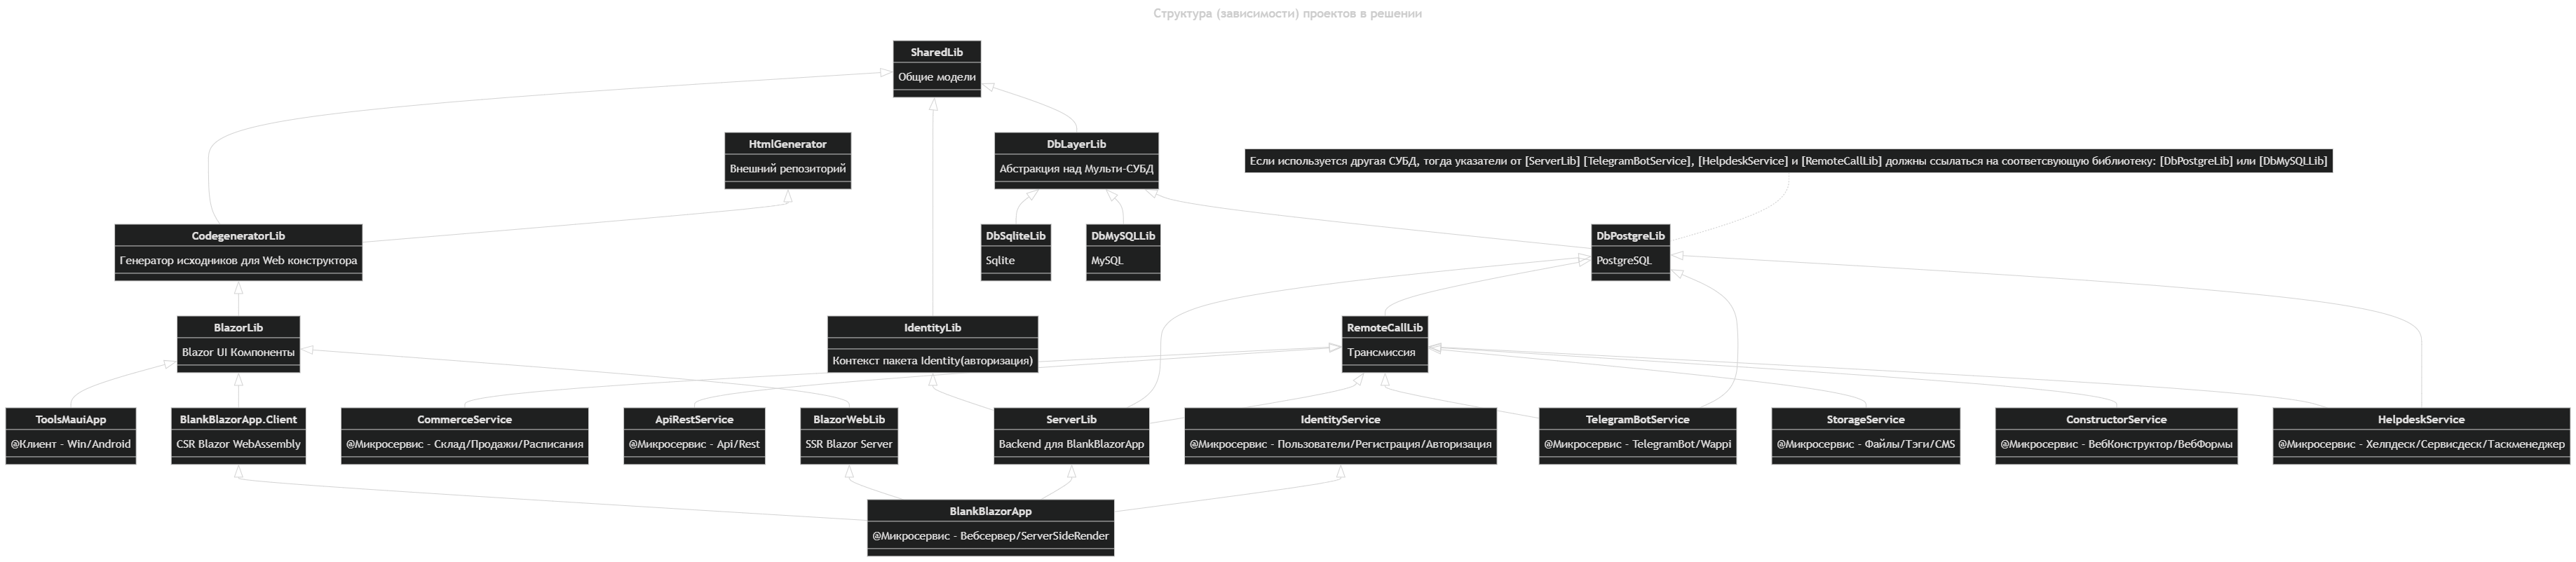 Структура (зависимости) проектов в решении
SharedLib
Общие модели
HtmlGenerator
Внешний репозиторий
DbLayerLib
Абстракция над Мульти-СУБД
Если используется другая СУБД, тогда указатели от [ServerLib] [TelegramBotService], [HelpdeskService] и [RemoteCallLib] должны ссылаться на соответсвующую библиотеку: [DbPostgreLib] или [DbMySQLLib]
CodegeneratorLib
Генератор исходников для Web конструктора
DbSqliteLib
Sqlite
DbMySQLLib
MySQL
DbPostgreLib
PostgreSQL
BlazorLib
Blazor UI Компоненты
IdentityLib
Контекст пакета Identity(авторизация)
RemoteCallLib
Трансмиссия
ToolsMauiApp
@Клиент - Win/Android
BlankBlazorApp.Client
CSR Blazor WebAssembly
CommerceService
@Микросервис - Склад/Продажи/Расписания
ApiRestService
@Микросервис - Api/Rest
BlazorWebLib
SSR Blazor Server
ServerLib
Backend для BlankBlazorApp
IdentityService
@Микросервис - Пользователи/Регистрация/Авторизация
TelegramBotService
@Микросервис - TelegramBot/Wappi
StorageService
@Микросервис - Файлы/Тэги/CMS
ConstructorService
@Микросервис - ВебКонструктор/ВебФормы
HelpdeskService
@Микросервис - Хелпдеск/Сервисдеск/Таскменеджер
BlankBlazorApp
@Микросервис - Вебсервер/ServerSideRender